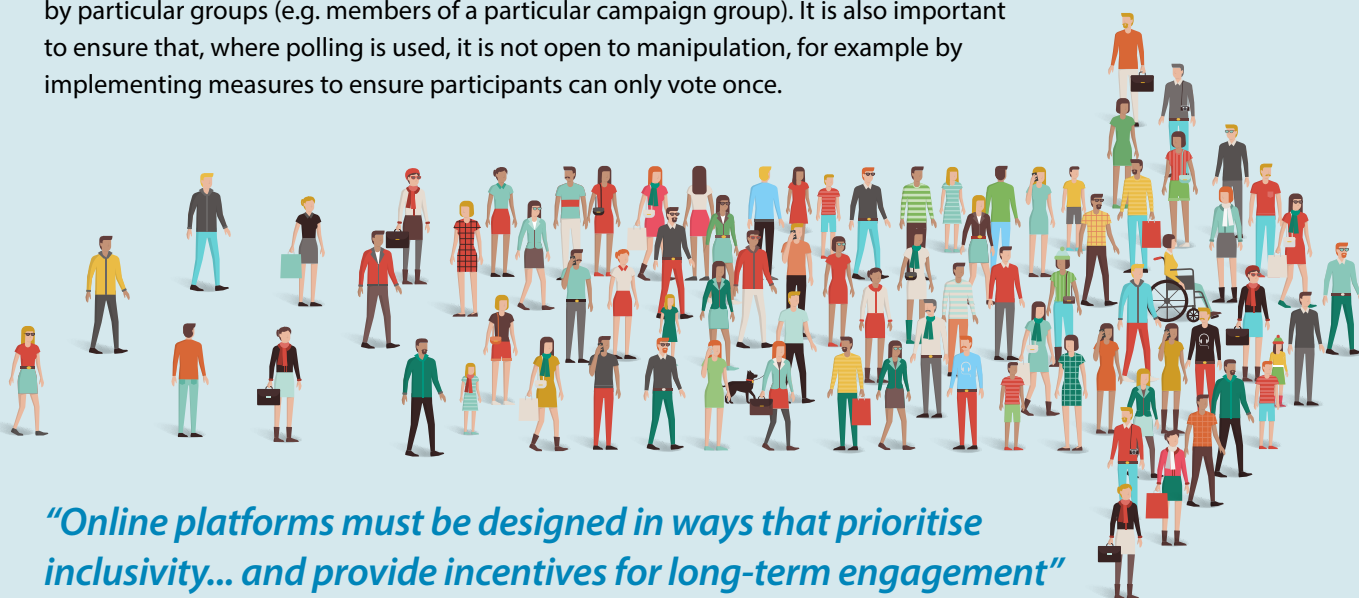 by particular groups (e.g. members of a particular campaign group). It is also important
to ensure that, where polling is used, it is not open to manipulation, for example by
implementing measures to ensure participants can only vote once.
“Online platforms must be designed in ways that prioritise
inclusivity... and provide incentives for long-term engagement”